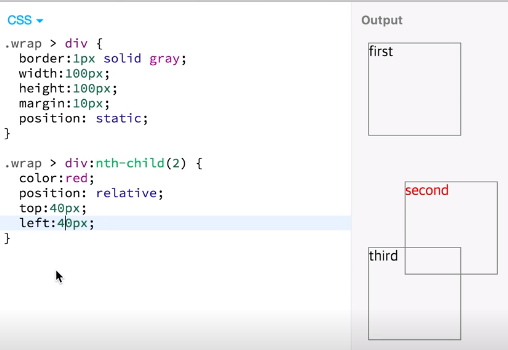 CSS
.wrap > div {
border:1px solid gray;
width:100px;
height:100px;
margin:10px;
position: static;
}
.wrap > div:nth-child(2) {
color:red;
position: relative;
top:40px;
left:40px;
}
Output
first
second
third